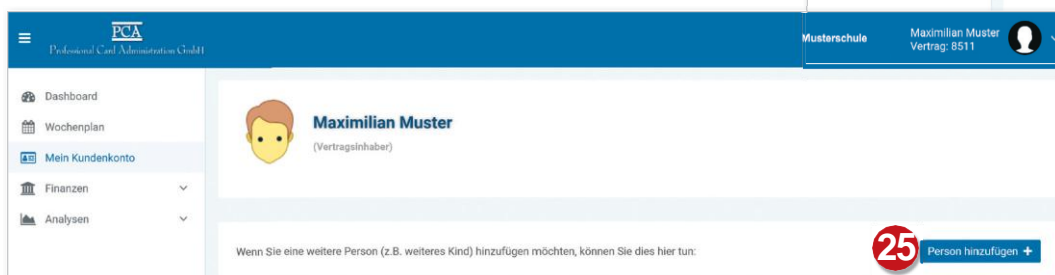 PCA
Professional Card Administration GmbH
Musterschule
Maximilian Muster
Vertrag: 8511
Dashboard
Wochenplan
Mein Kundenkonto
Finanzen
Analysen
Maximilian Muster
(Vertragsinhaber)
Wenn Sie eine weitere Person (z.B. weiteres Kind) hinzufügen möchten, können Sie dies hier tun:
25
Person hinzufügen +